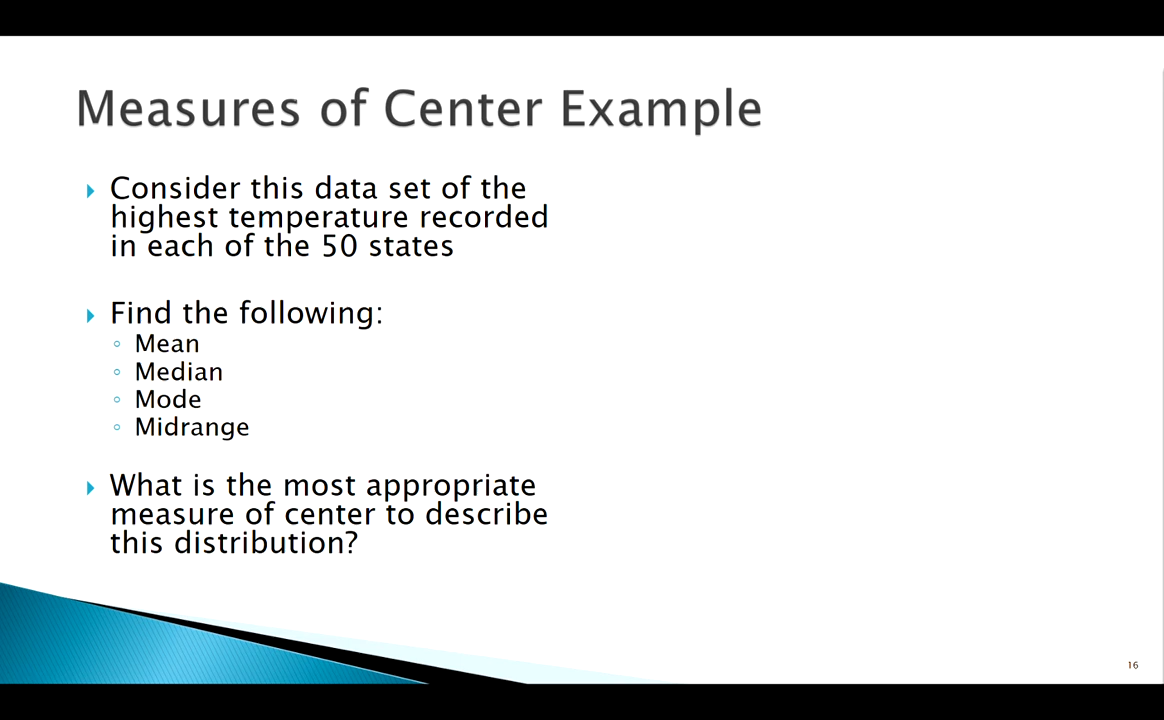 Measures of Center Example
Consider this data set of the
highest temperature recorded
in each of the 50 states
Find the following:
Mean
Median
Mode
Midrange
What is the most appropriate
measure of center to describe
this distribution?
16